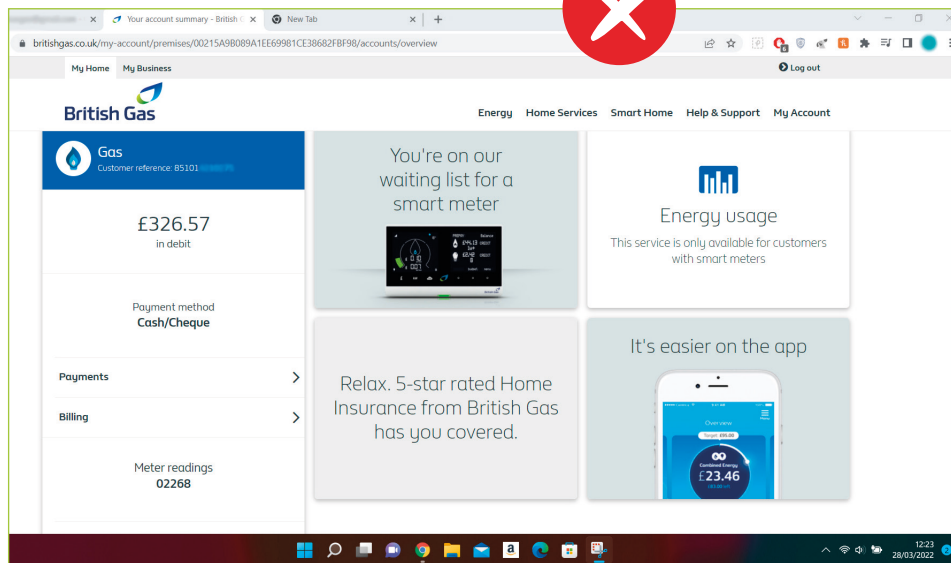 Your account summary - British G
New Tab
britishgas.co.uk/my-account/premises/00215A9B089A1EE69981CE38682FBF98/accounts/overview
My Home My Business
Log out
British Gas
Energy Home Services Smart Home Help & Support My Account
Gas
Customer reference: 85101
£326.57
in debit
Payment method
Cash/Cheque
Payments
Billing
Meter readings
02268
You're on our
waiting list for a
smart meter
Energy usage
This service is only available for customers
with smart meters
Relax. 5-star rated Home
Insurance from British Gas
has you covered.
It's easier on the app
Overview
Target £95.00
Combined Energy
£23.46
12:23
28/03/2022